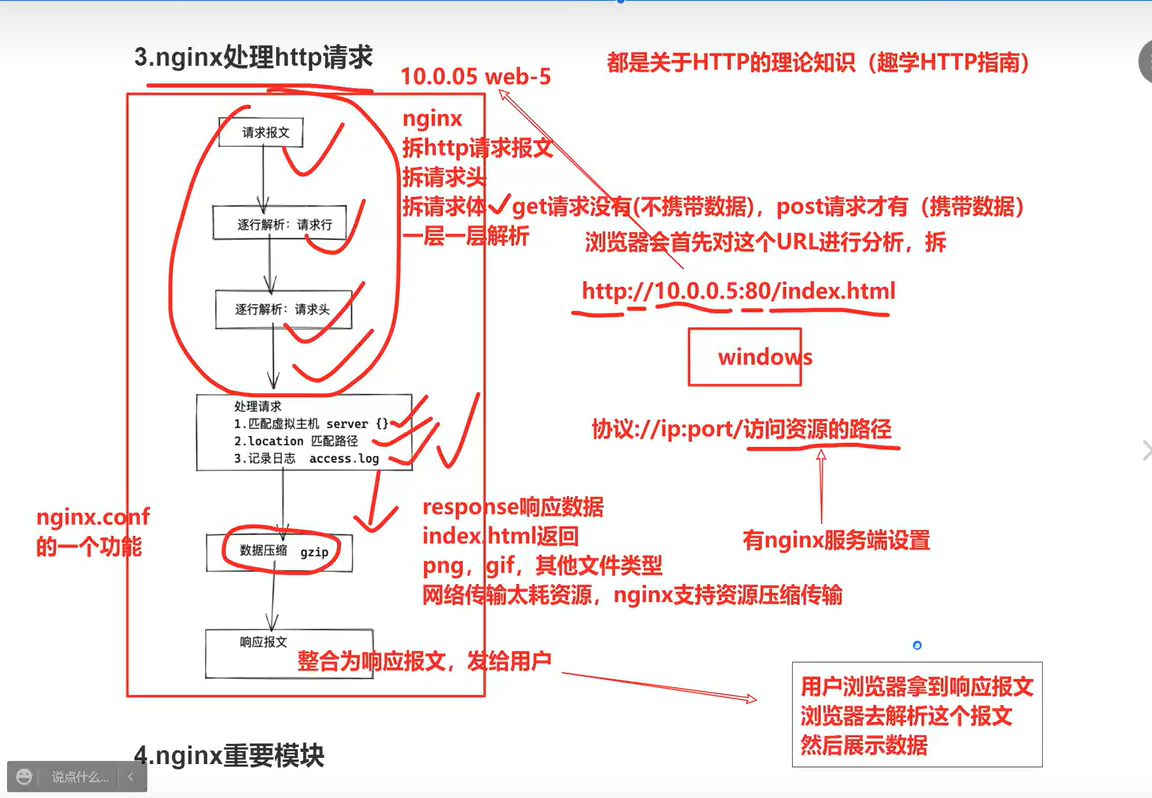 3.nginx处理http请求
都是关于HTTP的理论知识（趣学HTTP指南）
10.0.05 web-5
请求报文
nginx
拆http请求报文
拆请求头
拆请求体✓get请求没有(不携带数据)，post请求才有（携带数据）
一层一层解析
逐行解析：请求行
浏览器会首先对这个URL进行分析，拆
http://10.0.0.5:80/index.html
逐行解析：请求头
windows
处理请求
1.匹配虚拟主机 server {}
2.location 匹配路径
3.记录日志 access.log
协议://ip:port/访问资源的路径
有nginx服务端设置
nginx.conf
的一个功能
数据压缩 gzip
response响应数据
index.html返回
png，gif，其他文件类型
网络传输太耗资源，nginx支持资源压缩传输
响应报文
整合为响应报文，发给用户
用户浏览器拿到响应报文
浏览器去解析这个报文
然后展示数据
4.nginx重要模块
说点什么...